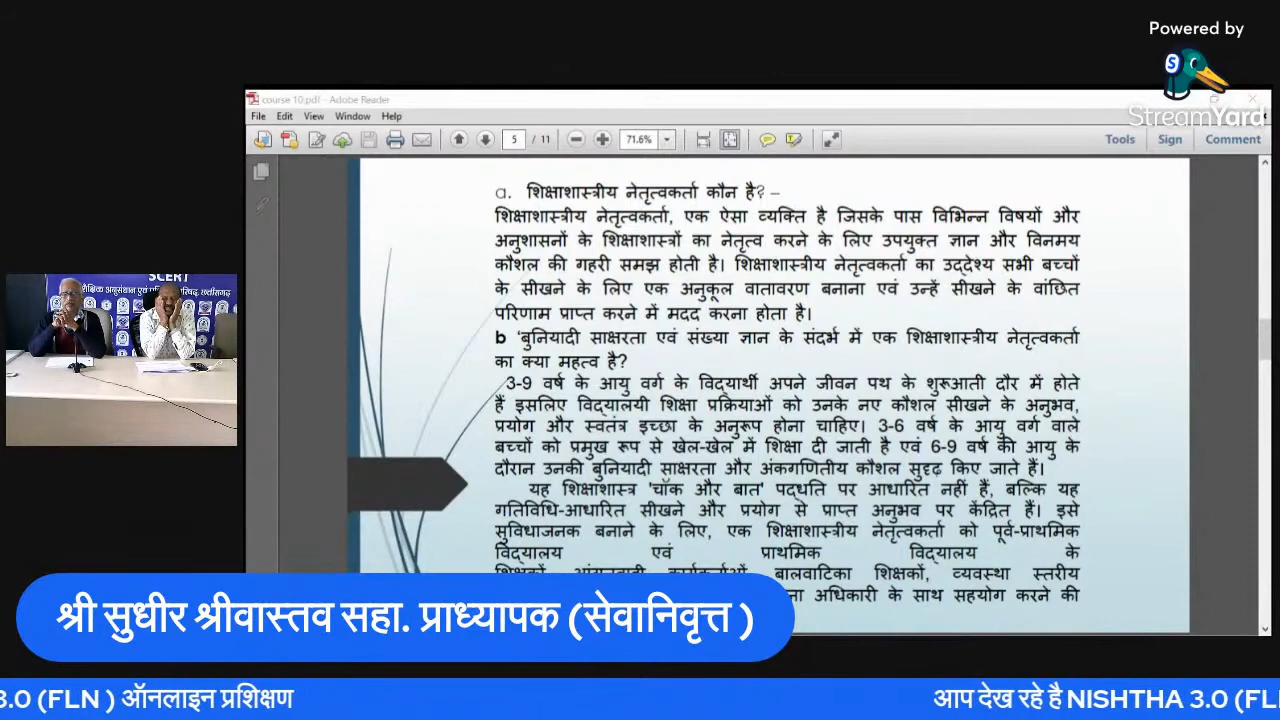 Powered by
S
StreamYard
course 10.pdf - Adobe Reader
File Edit View Window Help
5 / 11 71.6% Tools Sign Comment
a. शिक्षाशास्त्रीय नेतृत्वकर्ता कौन है? –
शिक्षाशास्त्रीय नेतृत्वकर्ता, एक ऐसा व्यक्ति है जिसके पास विभिन्न विषयों और
अनुशासनों के शिक्षाशास्त्रों का नेतृत्व करने के लिए उपयुक्त ज्ञान और विनमय
कौशल की गहरी समझ होती है। शिक्षाशास्त्रीय नेतृत्वकर्ता का उद्देश्य सभी बच्चों
के सीखने के लिए एक अनुकूल वातावरण बनाना एवं उन्हें सीखने के वांछित
परिणाम प्राप्त करने में मदद करना होता है।
b 'बुनियादी साक्षरता एवं संख्या ज्ञान के संदर्भ में एक शिक्षाशास्त्रीय नेतृत्वकर्ता
का क्या महत्व है?
3-9 वर्ष के आयु वर्ग के विद्यार्थी अपने जीवन पथ के शुरूआती दौर में होते
हैं इसलिए विद्यालयी शिक्षा प्रक्रियाओं को उनके नए कौशल सीखने के अनुभव,
प्रयोग और स्वतंत्र इच्छा के अनुरूप होना चाहिए। 3-6 वर्ष के आयु वर्ग वाले
बच्चों को प्रमुख रूप से खेल-खेल में शिक्षा दी जाती है एवं 6-9 वर्ष की आयु के
दौरान उनकी बुनियादी साक्षरता और अंकगणितीय कौशल सुदृढ़ किए जाते हैं।
यह शिक्षाशास्त्र 'चॉक और बात' पद्धति पर आधारित नहीं हैं, बल्कि यह
गतिविधि-आधारित सीखने और प्रयोग से प्राप्त अनुभव पर केंद्रित हैं। इसे
सुविधाजनक बनाने के लिए, एक शिक्षाशास्त्रीय नेतृत्वकर्ता को पूर्व-प्राथमिक
विद्यालय एवं प्राथमिक विद्यालय के
शिक्षकों, आंगनवाड़ी कार्यकर्ताओं, बालवाटिका शिक्षकों, व्यवस्था स्तरीय
अधिकारी के साथ सहयोग करने की
SCERT
श्री सुधीर श्रीवास्तव सहा. प्राध्यापक (सेवानिवृत्त )
3.0 (FLN ) ऑनलाइन प्रशिक्षण आप देख रहे है NISHTHA 3.0 (FL